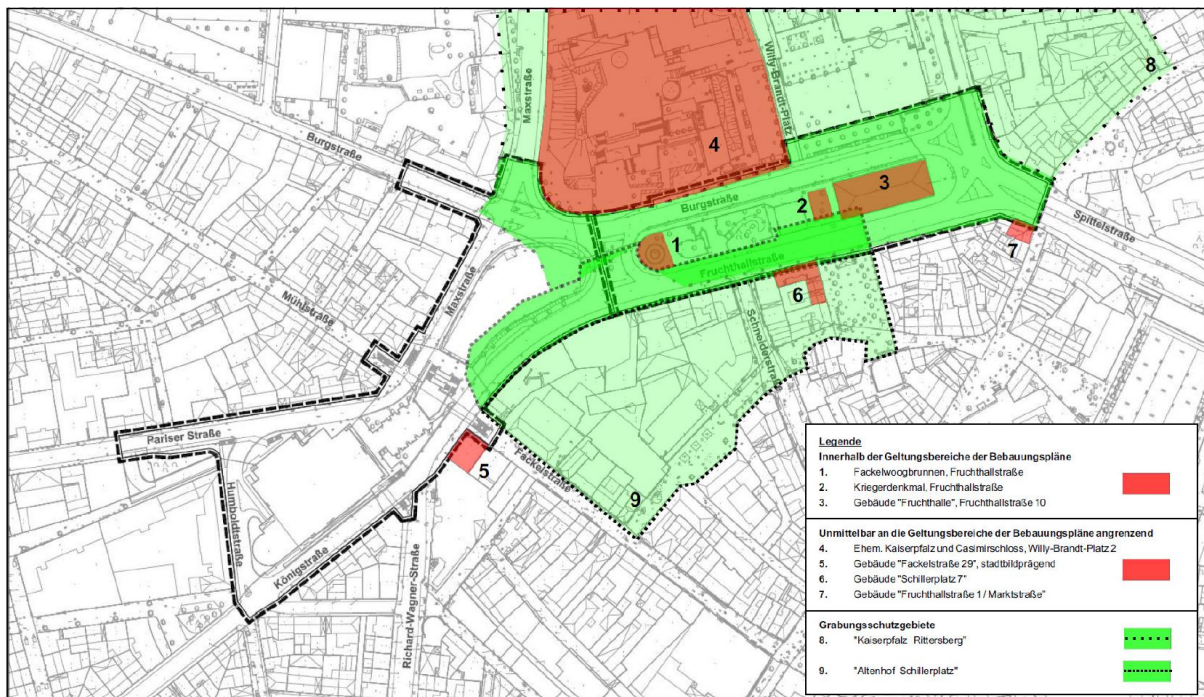 Maxstraße
Willy-Brandt-Platz
8
Burgstraße
4
Burgstraße
2
3
1
Spittelstraße
7
Fruchthallstraße
Maxstraße
6
Mühlstraße
Schneiderstraße
Pariser Straße
5
Fackelstraße
9
Humboldtstraße
Königstraße
Richard-Wagner-Straße
Legende
Innerhalb der Geltungsbereiche der Bebauungspläne
1. Fackelwoogbrunnen, Fruchthallstraße
2. Kriegerdenkmal, Fruchthallstraße
3. Gebäude "Fruchthalle", Fruchthallstraße 10
Unmittelbar an die Geltungsbereiche der Bebauungspläne angrenzend
4. Ehem. Kaiserpfalz und Casimirschloss, Willy-Brandt-Platz 2
5. Gebäude "Fackelstraße 29", stadtbildprägend
6. Gebäude "Schillerplatz 7"
7. Gebäude "Fruchthallstraße 1 / Marktstraße"
Grabungsschutzgebiete
8. "Kaiserpfalz Rittersberg"
9. "Altenhof Schillerplatz"